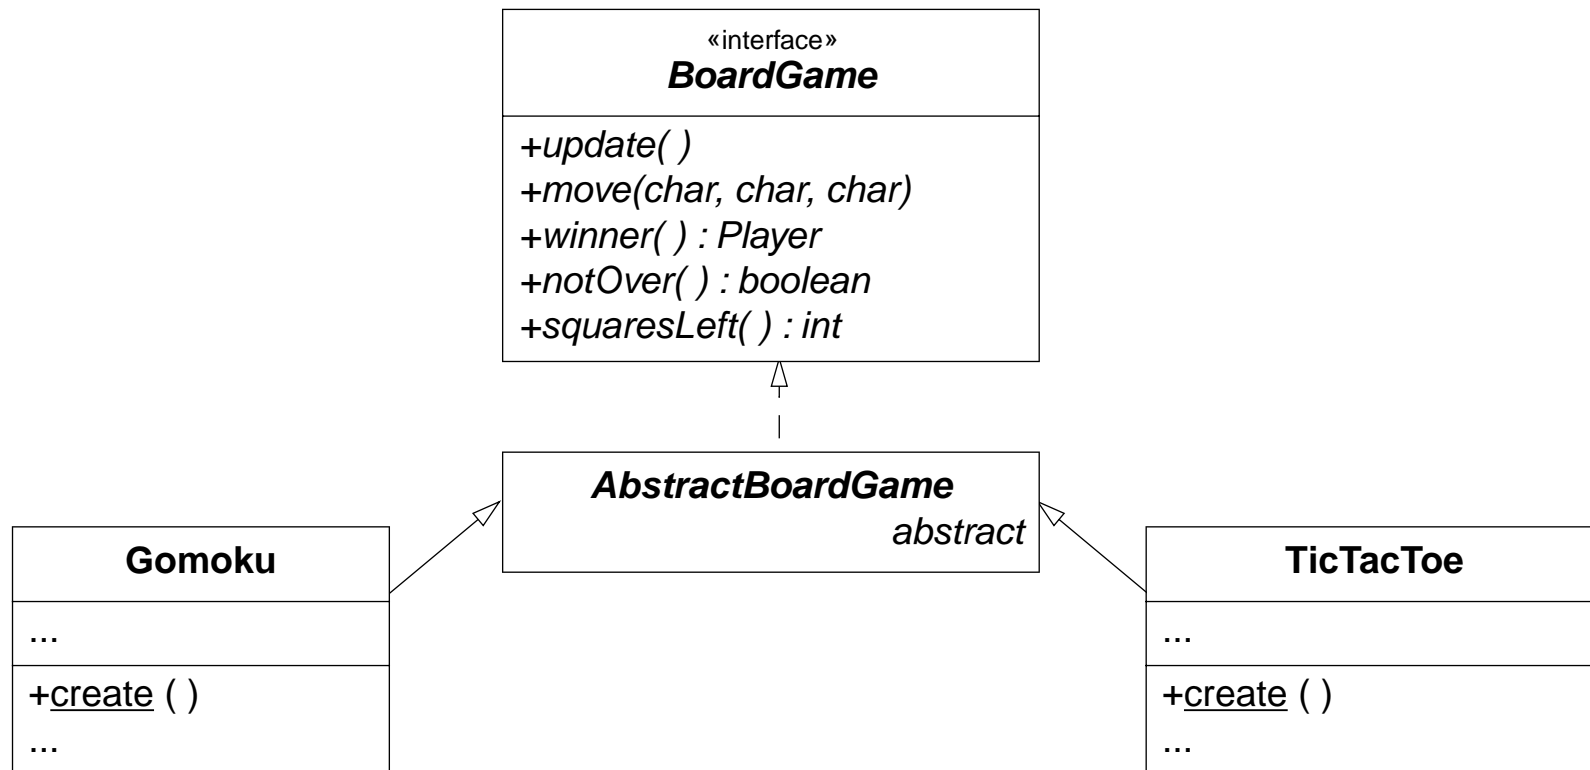 «interface»
BoardGame
+update( )
+move(char, char, char)
+winner( ) : Player
+notOver( ) : boolean
+squaresLeft( ) : int
AbstractBoardGame
abstract
Gomoku
...
+create ( )
...
TicTacToe
...
+create ( )
...